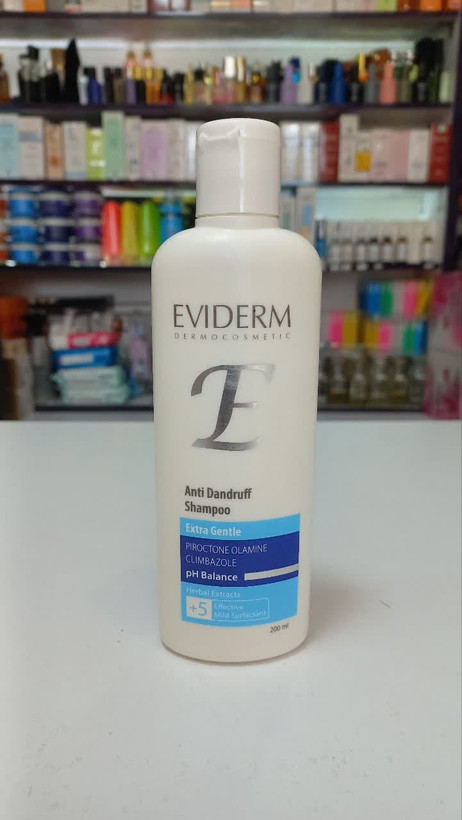 EVIDERM
DERMOCOSMETIC
E
Anti Dandruff
Shampoo
Extra Gentle
PIROCTONE OLAMINE
CLIMBAZOLE
pH Balance
Herbal Extracts
+5 Effective
Mild Surfactant
200 ml